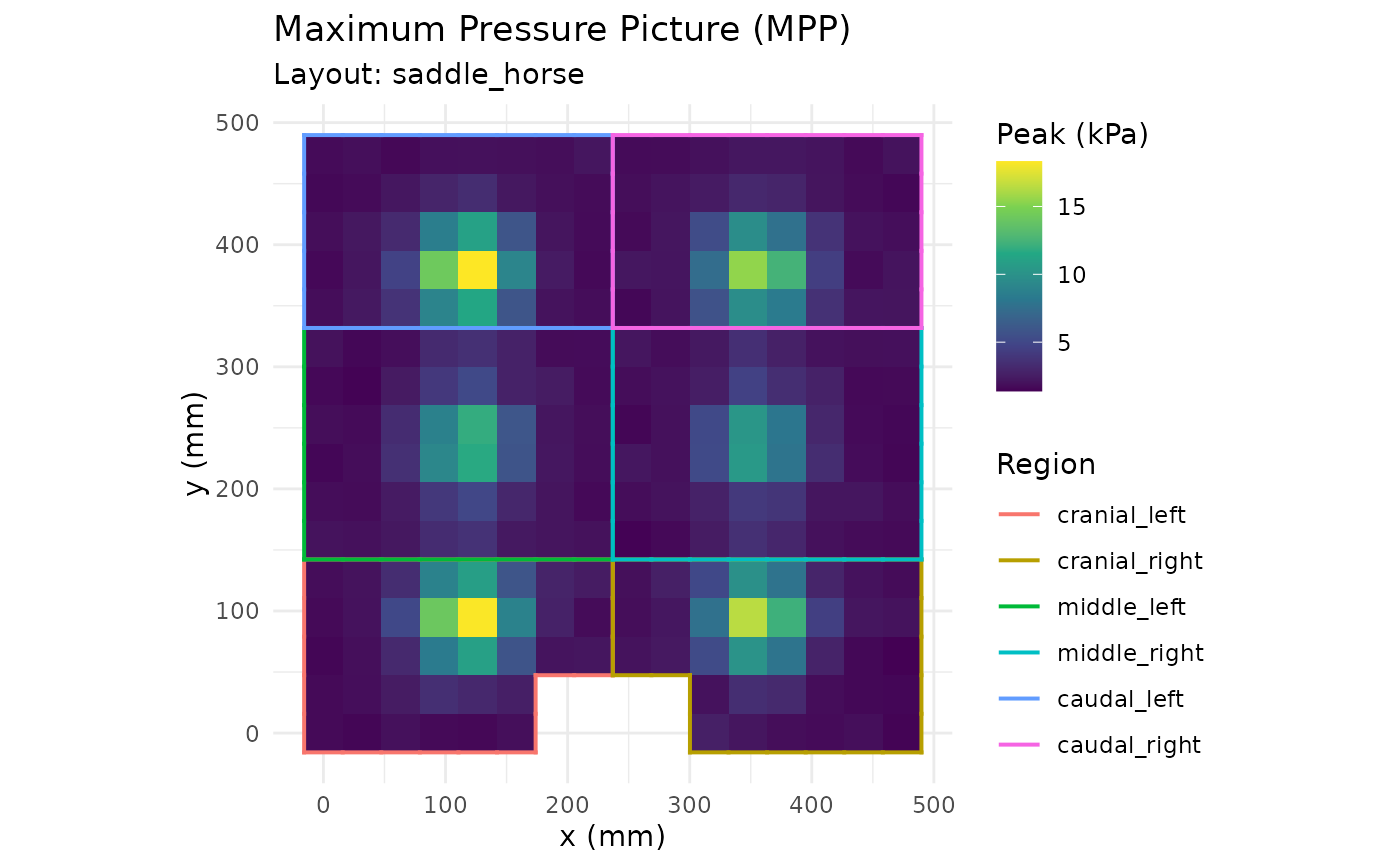 Maximum Pressure Picture (MPP)
Layout: saddle_horse
500
400
300
200
100
0
y (mm)
0 100 200 300 400 500
x (mm)
Peak (kPa)
15
10
5
Region
cranial_left
cranial_right
middle_left
middle_right
caudal_left
caudal_right